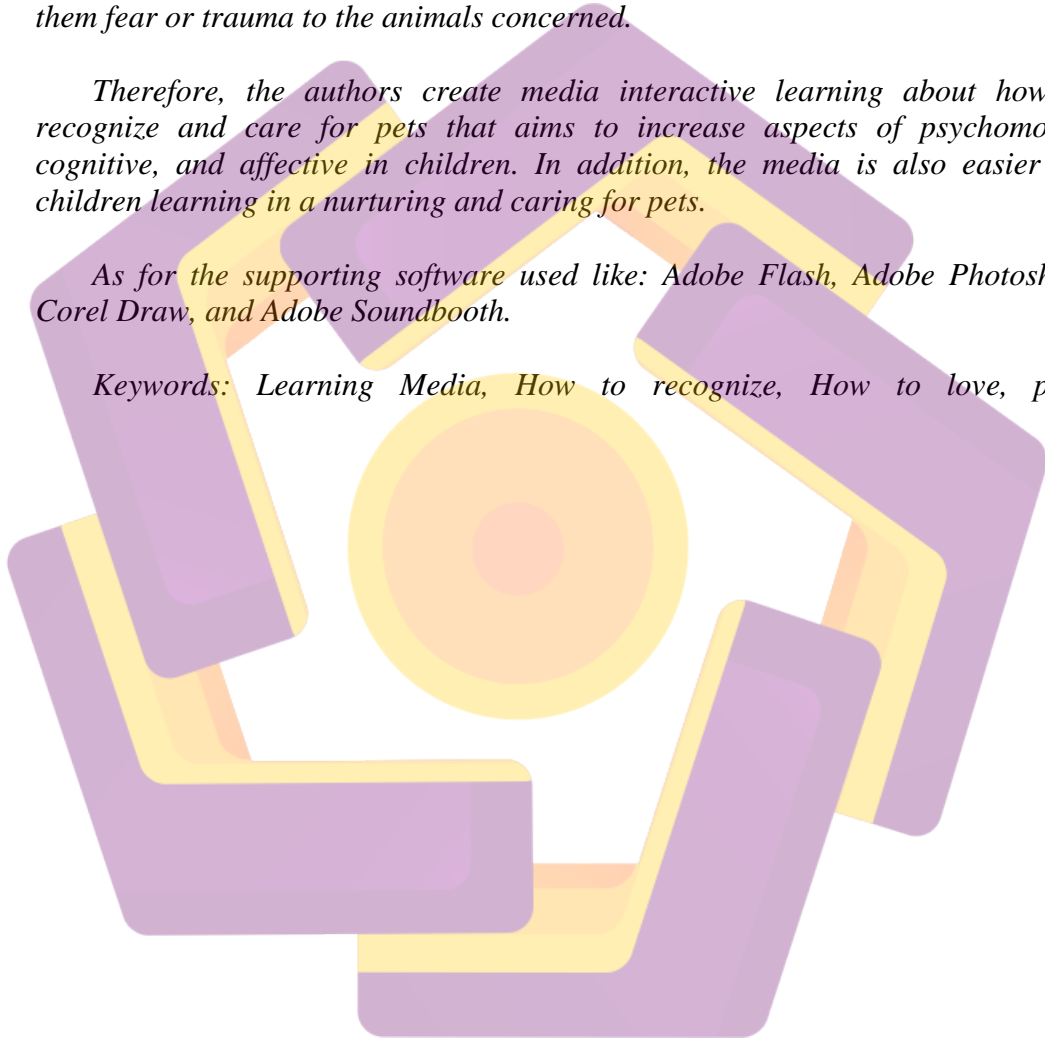 them fear or trauma to the animals concerned.
Therefore, the authors create media interactive learning about how
recognize and care for pets that aims to increase aspects of psychomo
cognitive, and affective in children. In addition, the media is also easier
children learning in a nurturing and caring for pets.
As for the supporting software used like: Adobe Flash, Adobe Photosh
Corel Draw, and Adobe Soundbooth.
Keywords: Learning Media, How to recognize, How to love, p